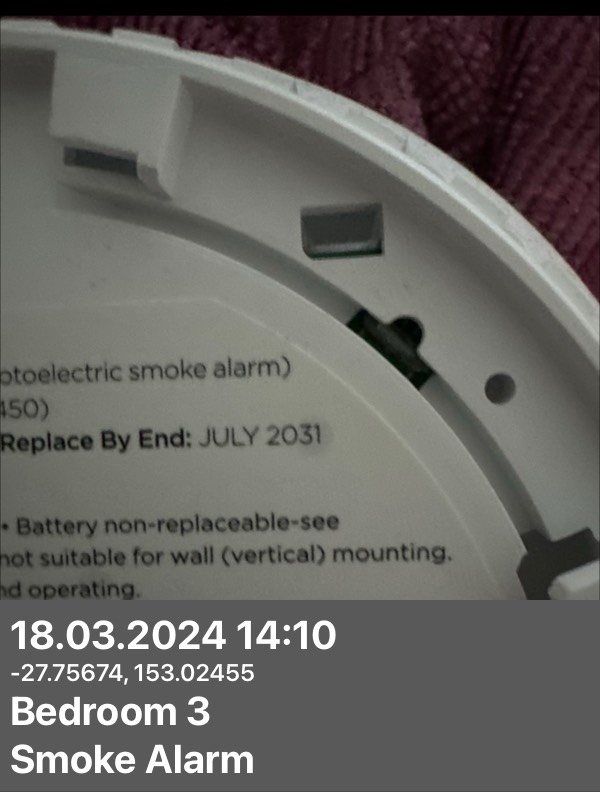 otoelectric smoke alarm)
450)
Replace By End: JULY 2031
• Battery non-replaceable-see
not suitable for wall (vertical) mounting.
nd operating.
18.03.2024 14:10
-27.75674, 153.02455
Bedroom 3
Smoke Alarm